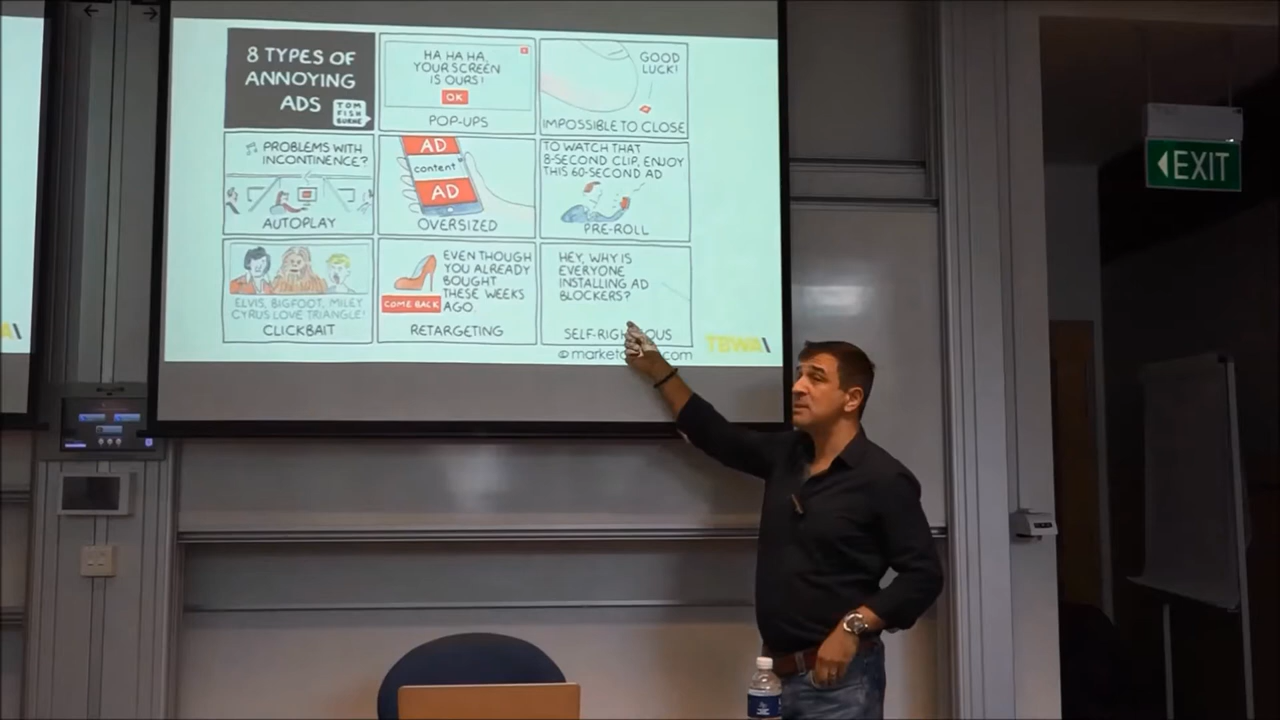 8 TYPES OF
ANNOYING
ADS
TOM
FISH
BURNE
HA HA HA,
YOUR SCREEN
IS OURS!
OK
POP-UPS
GOOD
LUCK!
IMPOSSIBLE TO CLOSE
PROBLEMS WITH
INCONTINENCE?
AUTOPLAY
AD
content
AD
OVERSIZED
TO WATCH THAT
8-SECOND CLIP, ENJOY
THIS 60-SECOND AD
PRE-ROLL
ELVIS, BIGFOOT, MILEY
CYRUS LOVE TRIANGLE!
CLICKBAIT
EVEN THOUGH
YOU ALREADY
BOUGHT
THESE WEEKS
AGO.
COME BACK
RETARGETING
HEY, WHY IS
EVERYONE
INSTALLING AD
BLOCKERS?
© marketo
.com
TBWA\
EXIT